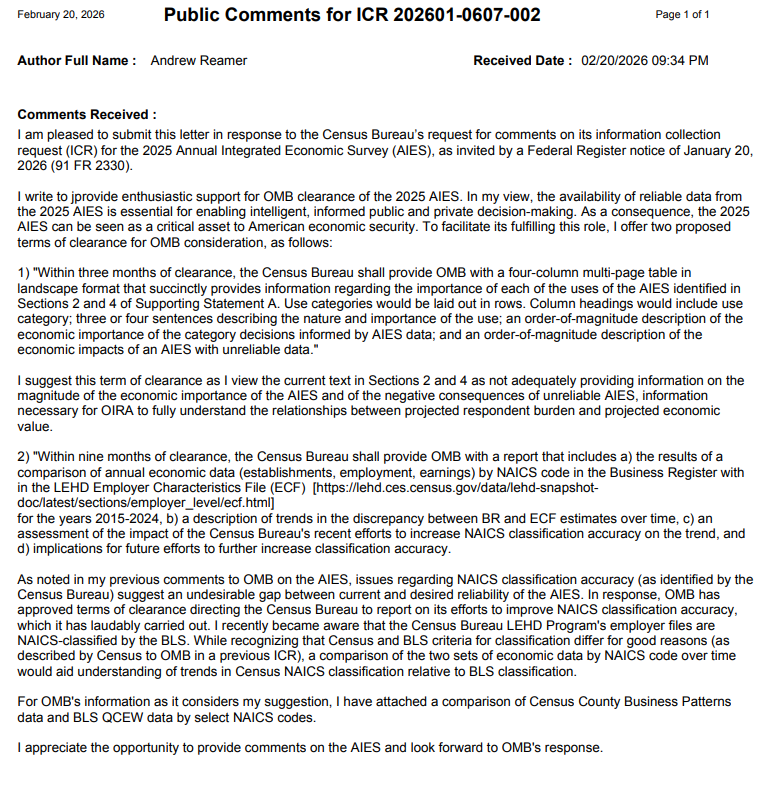 February 20, 2026
Public Comments for ICR 202601-0607-002
Page 1 of 1
Author Full Name : Andrew Reamer
Received Date : 02/20/2026 09:34 PM
Comments Received :
I am pleased to submit this letter in response to the Census Bureau's request for comments on its information collection
request (ICR) for the 2025 Annual Integrated Economic Survey (AIES), as invited by a Federal Register notice of January 20,
2026 (91 FR 2330).
I write to jprovide enthusiastic support for OMB clearance of the 2025 AIES. In my view, the availability of reliable data from
the 2025 AIES is essential for enabling intelligent, informed public and private decision-making. As a consequence, the 2025
AIES can be seen as a critical asset to American economic security. To facilitate its fulfilling this role, I offer two proposed
terms of clearance for OMB consideration, as follows:
1) "Within three months of clearance, the Census Bureau shall provide OMB with a four-column multi-page table in
landscape format that succinctly provides information regarding the importance of each of the uses of the AIES identified in
Sections 2 and 4 of Supporting Statement A. Use categories would be laid out in rows. Column headings would include use
category; three or four sentences describing the nature and importance of the use; an order-of-magnitude description of the
economic importance of the category decisions informed by AIES data; and an order-of-magnitude description of the
economic impacts of an AIES with unreliable data."
I suggest this term of clearance as I view the current text in Sections 2 and 4 as not adequately providing information on the
magnitude of the economic importance of the AIES and of the negative consequences of unreliable AIES, information
necessary for OIRA to fully understand the relationships between projected respondent burden and projected economic
value.
2) "Within nine months of clearance, the Census Bureau shall provide OMB with a report that includes a) the results of a
comparison of annual economic data (establishments, employment, earnings) by NAICS code in the Business Register with
in the LEHD Employer Characteristics File (ECF) [https://lehd.ces.census.gov/data/lehd-snapshot-
doc/latest/sections/employer_level/ecf.html]
for the years 2015-2024, b) a description of trends in the discrepancy between BR and ECF estimates over time, c) an
assessment of the impact of the Census Bureau's recent efforts to increase NAICS classification accuracy on the trend, and
d) implications for future efforts to further increase classification accuracy.
As noted in my previous comments to OMB on the AIES, issues regarding NAICS classification accuracy (as identified by the
Census Bureau) suggest an undesirable gap between current and desired reliability of the AIES. In response, OMB has
approved terms of clearance directing the Census Bureau to report on its efforts to improve NAICS classification accuracy,
which it has laudably carried out. I recently became aware that the Census Bureau LEHD Program's employer files are
NAICS-classified by the BLS. While recognizing that Census and BLS criteria for classification differ for good reasons (as
described by Census to OMB in a previous ICR), a comparison of the two sets of economic data by NAICS code over time
would aid understanding of trends in Census NAICS classification relative to BLS classification.
For OMB's information as it considers my suggestion, I have attached a comparison of Census County Business Patterns
data and BLS QCEW data by select NAICS codes.
I appreciate the opportunity to provide comments on the AIES and look forward to OMB's response.